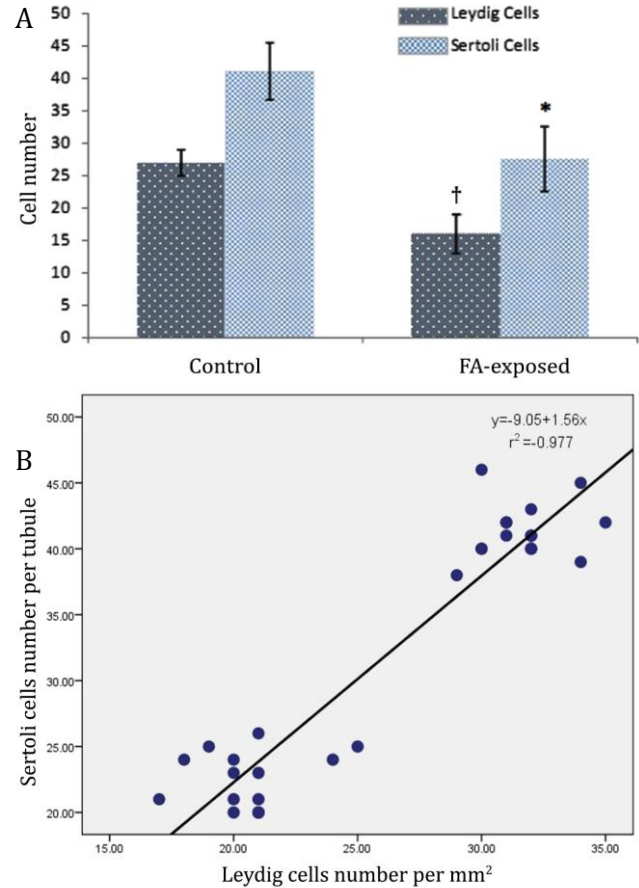 A
50
45
40
35
30
25
20
15
10
5
0
Cell number
Leydig Cells
Sertoli Cells
†
*
Control
FA-exposed
B
y=-9.05+1.56x
r² =-0.977
50.00
45.00
40.00
35.00
30.00
25.00
20.00
Sertoli cells number per tubule
15.00 20.00 25.00 30.00 35.00
Leydig cells number per mm²